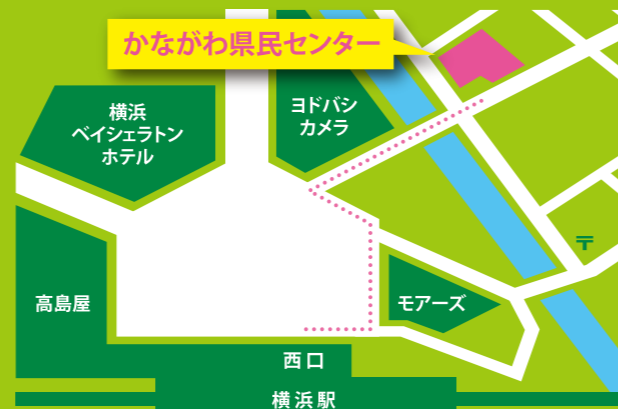 かながわ県民センター
横浜
ベイシェラトン
ホテル
ヨドバシ
カメラ
〒
高島屋
モアーズ
西口
横浜駅